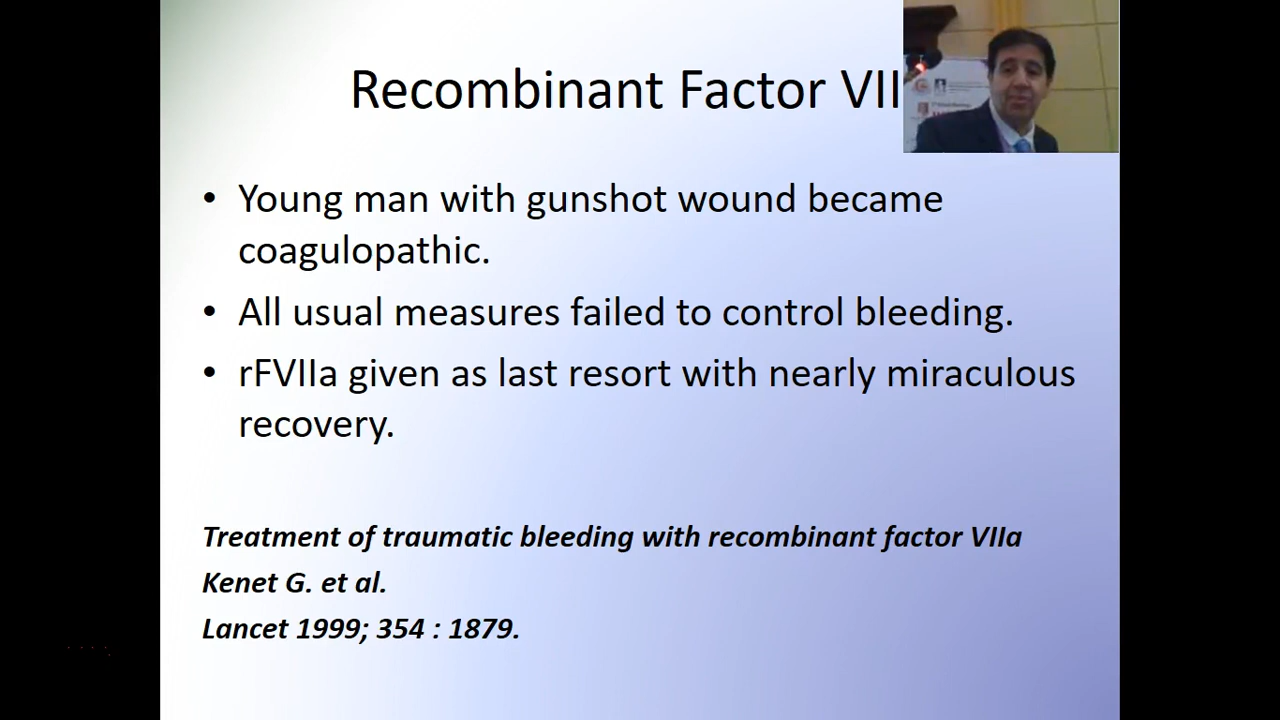 Recombinant Factor VII
• Young man with gunshot wound became
coagulopathic.
• All usual measures failed to control bleeding.
• rFVIIa given as last resort with nearly miraculous
recovery.
Treatment of traumatic bleeding with recombinant factor VIIa
Kenet G. et al.
Lancet 1999; 354 : 1879.